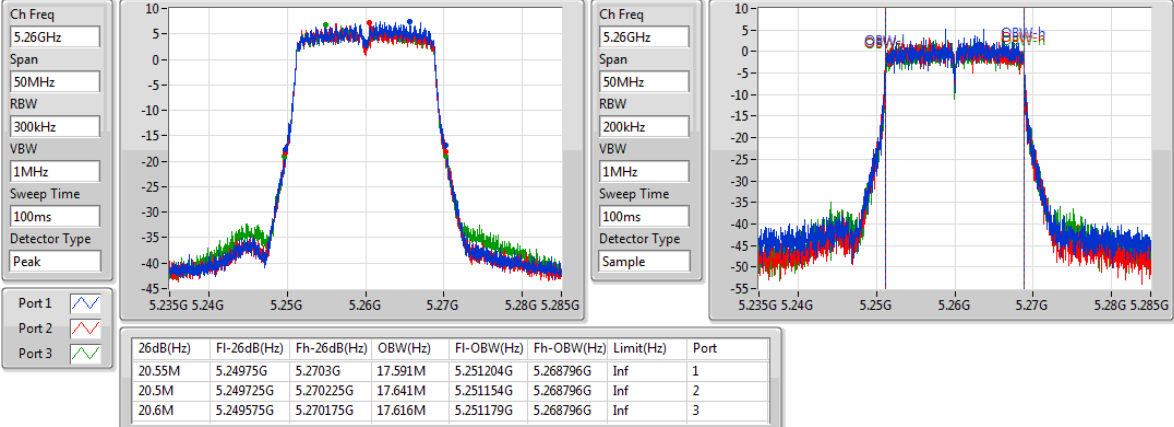 Ch Freq
5.26GHz
Span
50MHz
RBW
300kHz
VBW
1MHz
Sweep Time
100ms
Detector Type
Peak
Port 1
Port 2
Port 3
10
5
0
-5
-10
-15
-20
-25
-30
-35
-40
-45
5.235G 5.24G 5.25G 5.26G 5.27G 5.28G 5.285G
Ch Freq
5.26GHz
Span
50MHz
RBW
200kHz
VBW
1MHz
Sweep Time
100ms
Detector Type
Sample
10
5
0
-5
-10
-15
-20
-25
-30
-35
-40
-45
-50
-55
OBW-l OBW-h
5.235G 5.24G 5.25G 5.26G 5.27G 5.28G 5.285G
26dB(Hz) Fl-26dB(Hz) Fh-26dB(Hz) OBW(Hz) Fl-OBW(Hz) Fh-OBW(Hz) Limit(Hz) Port
20.55M 5.24975G 5.2703G 17.591M 5.251204G 5.268796G Inf 1
20.5M 5.249725G 5.270225G 17.641M 5.251154G 5.268796G Inf 2
20.6M 5.249575G 5.270175G 17.616M 5.251179G 5.268796G Inf 3